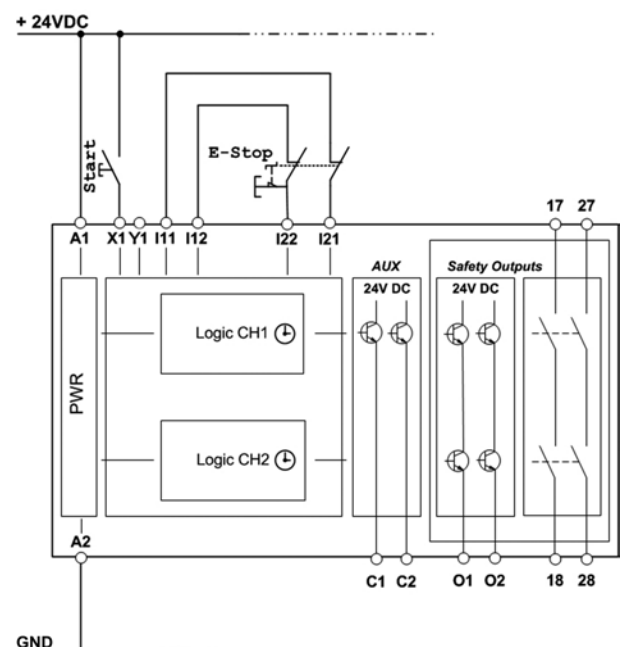 + 24VDC
Start
E-Stop
17 27
A1 X1 Y1 I11 I12 I22 I21
AUX
Safety Outputs
24V DC
24V DC
Logic CH1
PWR
Logic CH2
A2
C1 C2 O1 O2 18 28
GND